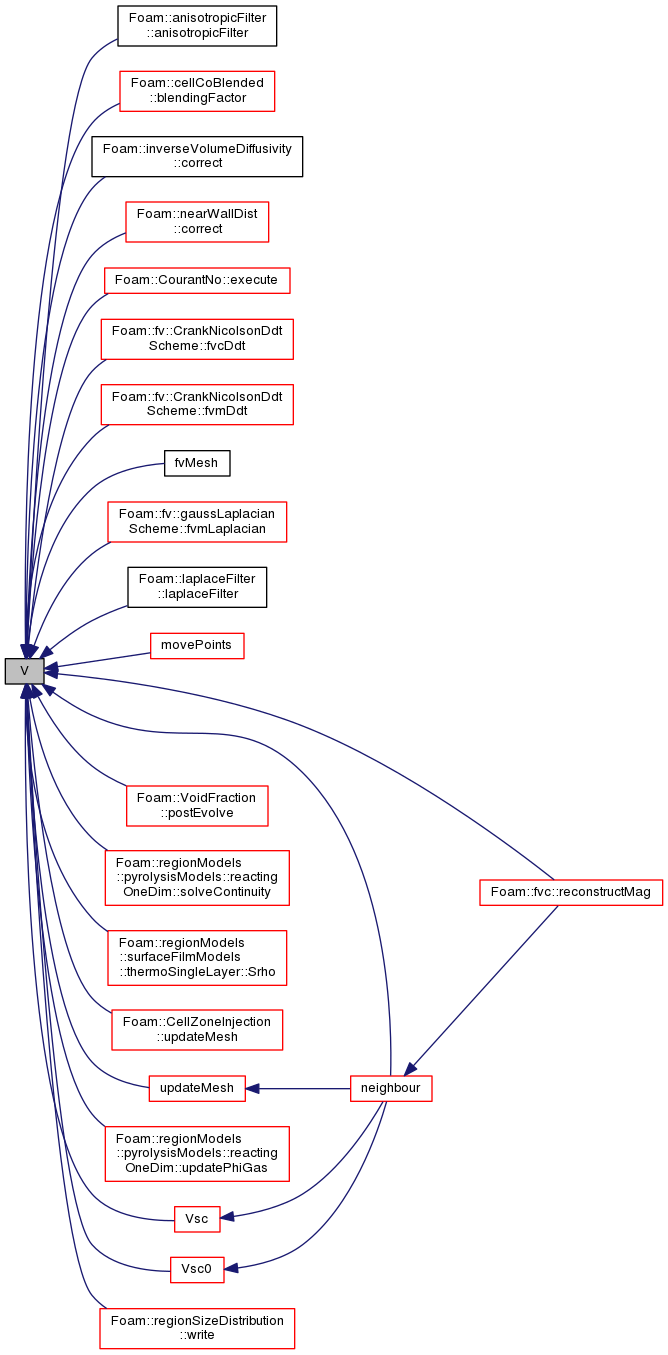 Foam::anisotropicFilter
::anisotropicFilter
Foam::cellCoBlended
::blendingFactor
Foam::inverseVolumeDiffusivity
::correct
Foam::nearWallDist
::correct
Foam::CourantNo::execute
Foam::fv::CrankNicolsonDdt
Scheme::fvcDdt
Foam::fv::CrankNicolsonDdt
Scheme::fvmDdt
fvMesh
Foam::fv::gaussLaplacian
Scheme::fvmLaplacian
Foam::laplaceFilter
::laplaceFilter
movePoints
V
Foam::VoidFraction
::postEvolve
Foam::regionModels
::pyrolysisModels::reacting
OneDim::solveContinuity
Foam::fvc::reconstructMag
Foam::regionModels
::surfaceFilmModels
::thermoSingleLayer::Srho
Foam::CellZoneInjection
::updateMesh
updateMesh
neighbour
Foam::regionModels
::pyrolysisModels::reacting
OneDim::updatePhiGas
Vsc
Vsc0
Foam::regionSizeDistribution
::write